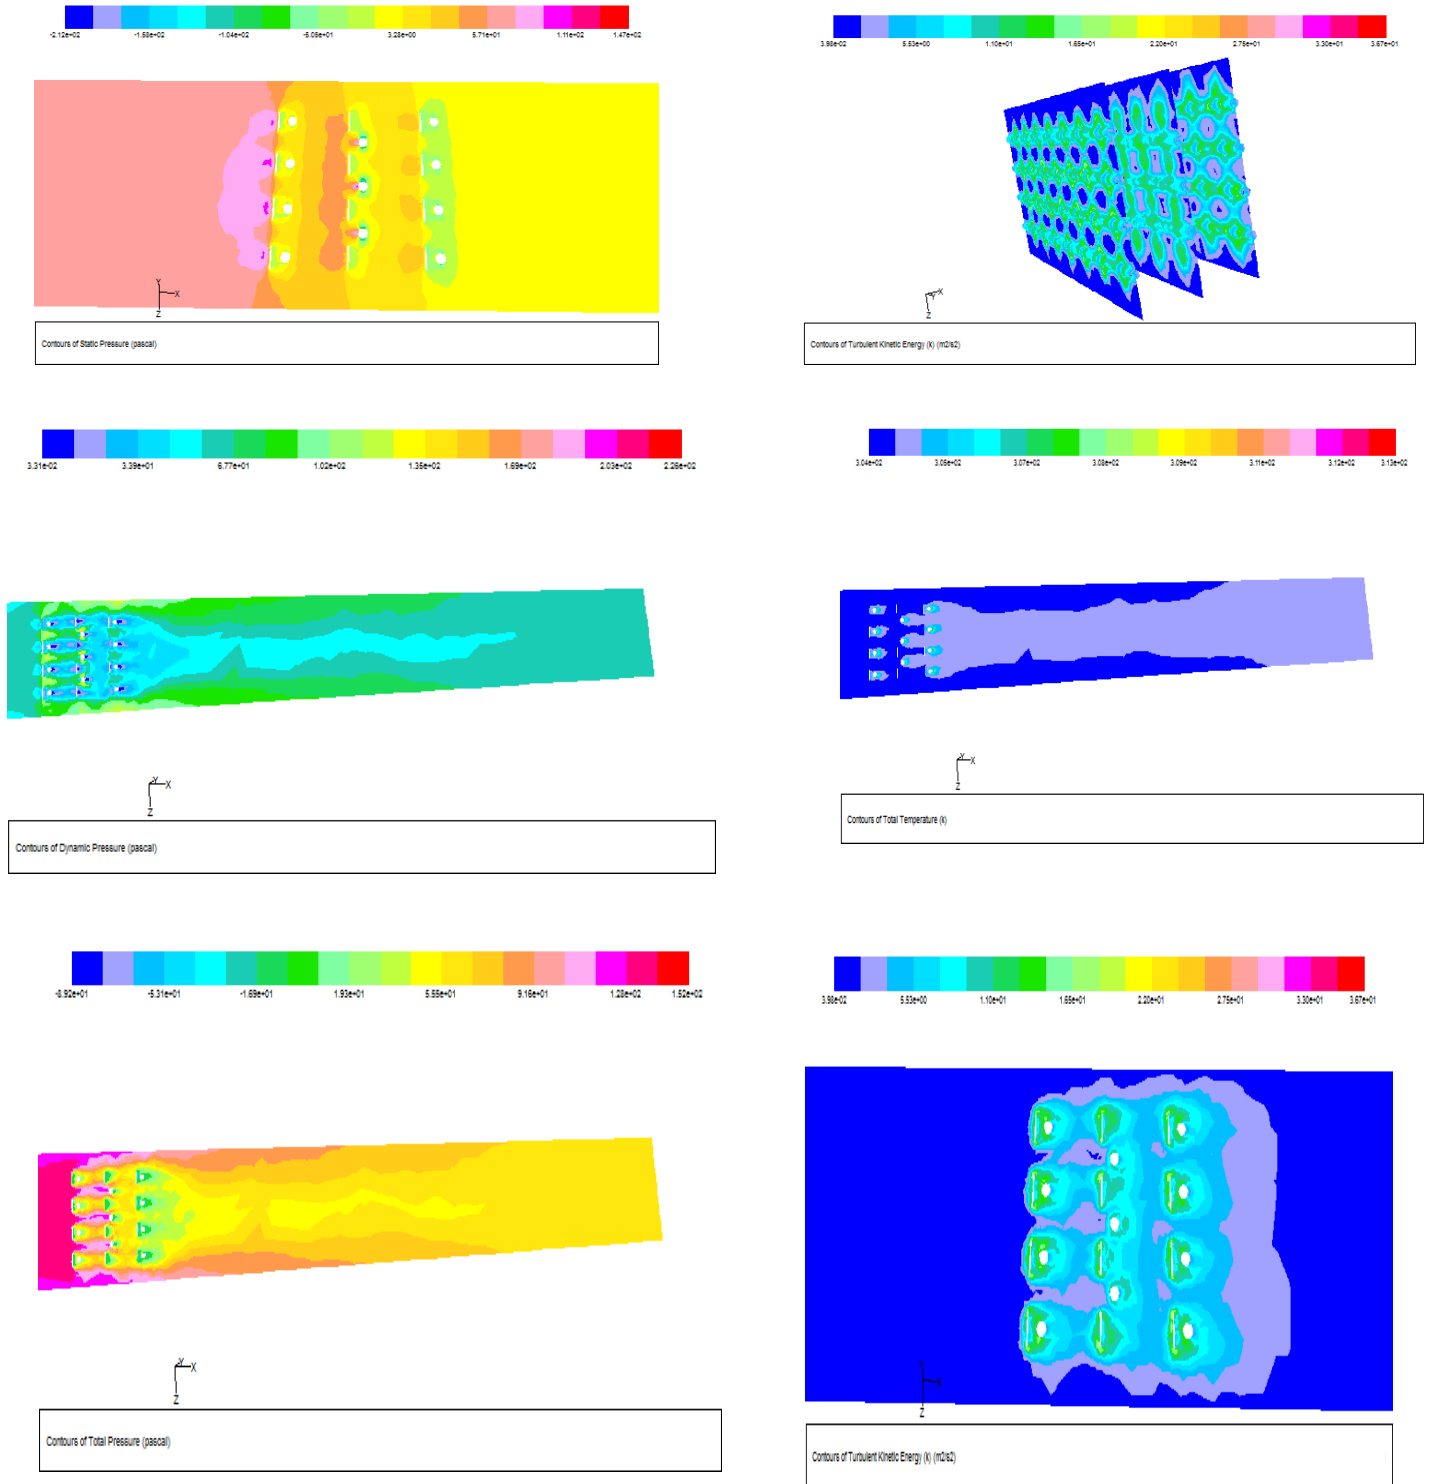 -2.12e+02 -1.58e+02 -1.04e+02 -5.05e+01 3.28e+00 5.71e+01 1.11e+02 1.47e+02
Y
X
Z
Contours of Static Pressure (pascal)
3.98e-02 5.53e+00 1.10e+01 1.65e+01 2.20e+01 2.75e+01 3.30e+01 3.67e+01
X
Y
Z
Contours of Turbulent Kinetic Energy (k) (m2/s2)
3.31e-02 3.39e+01 6.77e+01 1.02e+02 1.35e+02 1.69e+02 2.03e+02 2.26e+02
Y
X
Z
Contours of Dynamic Pressure (pascal)
3.04e+02 3.05e+02 3.07e+02 3.08e+02 3.09e+02 3.11e+02 3.12e+02 3.13e+02
Y
X
Z
Contours of Total Temperature (k)
-8.92e+01 -5.31e+01 -1.69e+01 1.93e+01 5.55e+01 9.16e+01 1.28e+02 1.52e+02
Y
X
Z
Contours of Total Pressure (pascal)
3.98e-02 5.53e+00 1.10e+01 1.65e+01 2.20e+01 2.75e+01 3.30e+01 3.67e+01
Y
X
Z
Contours of Turbulent Kinetic Energy (k) (m2/s2)